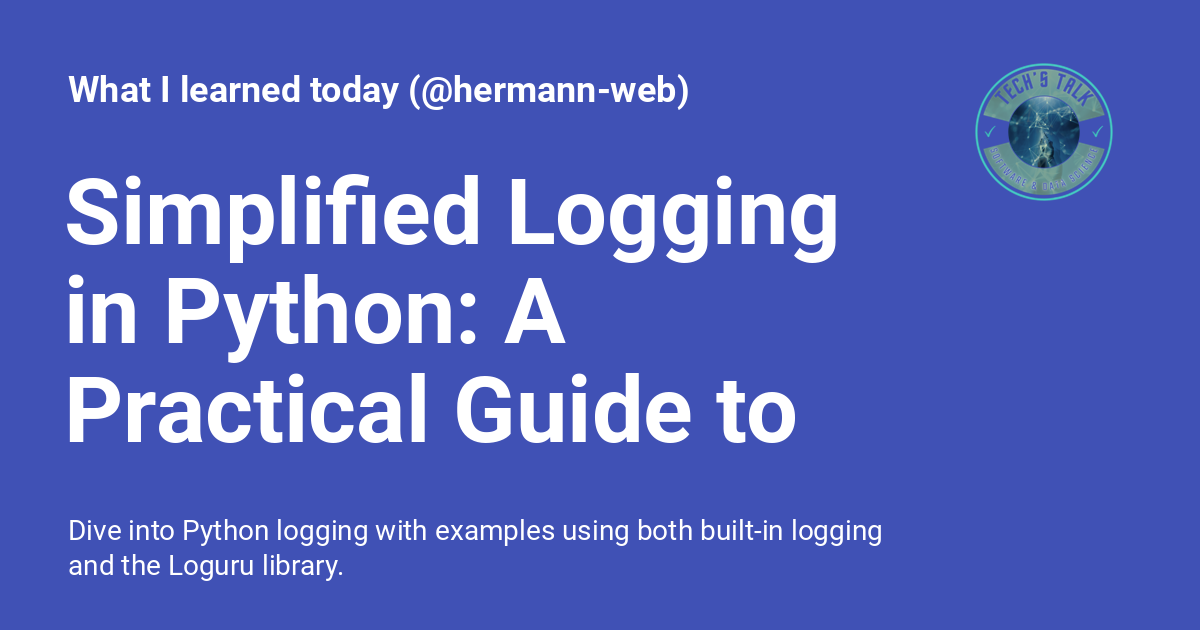 What I learned today (@hermann-web)
TECH'S TALK
Simplified Logging
in Python: A
Practical Guide to
SOFTWARE & DATA SCIENCE
Dive into Python logging with examples using both built-in logging
and the Loguru library.